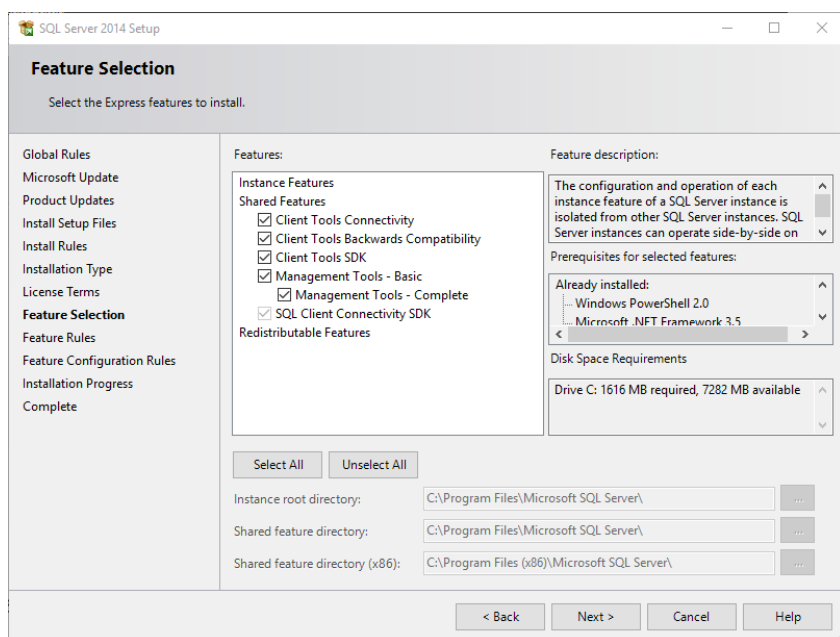 SQL Server 2014 Setup
Feature Selection
Select the Express features to install.
Global Rules
Microsoft Update
Product Updates
Install Setup Files
Install Rules
Installation Type
License Terms
Feature Selection
Feature Rules
Feature Configuration Rules
Installation Progress
Complete
Features:
Instance Features
Shared Features
Client Tools Connectivity
Client Tools Backwards Compatibility
Client Tools SDK
Management Tools - Basic
Management Tools - Complete
SQL Client Connectivity SDK
Redistributable Features
Feature description:
The configuration and operation of each
instance feature of a SQL Server instance is
isolated from other SQL Server instances. SQL
Server instances can operate side-by-side on
Prerequisites for selected features:
Already installed:
Windows PowerShell 2.0
Microsoft .NET Framework 3.5
Disk Space Requirements
Drive C: 1616 MB required, 7282 MB available
Select All
Unselect All
Instance root directory:
C:\Program Files\Microsoft SQL Server\
...
Shared feature directory:
C:\Program Files\Microsoft SQL Server\
...
Shared feature directory (x86):
C:\Program Files (x86)\Microsoft SQL Server\
...
< Back
Next >
Cancel
Help